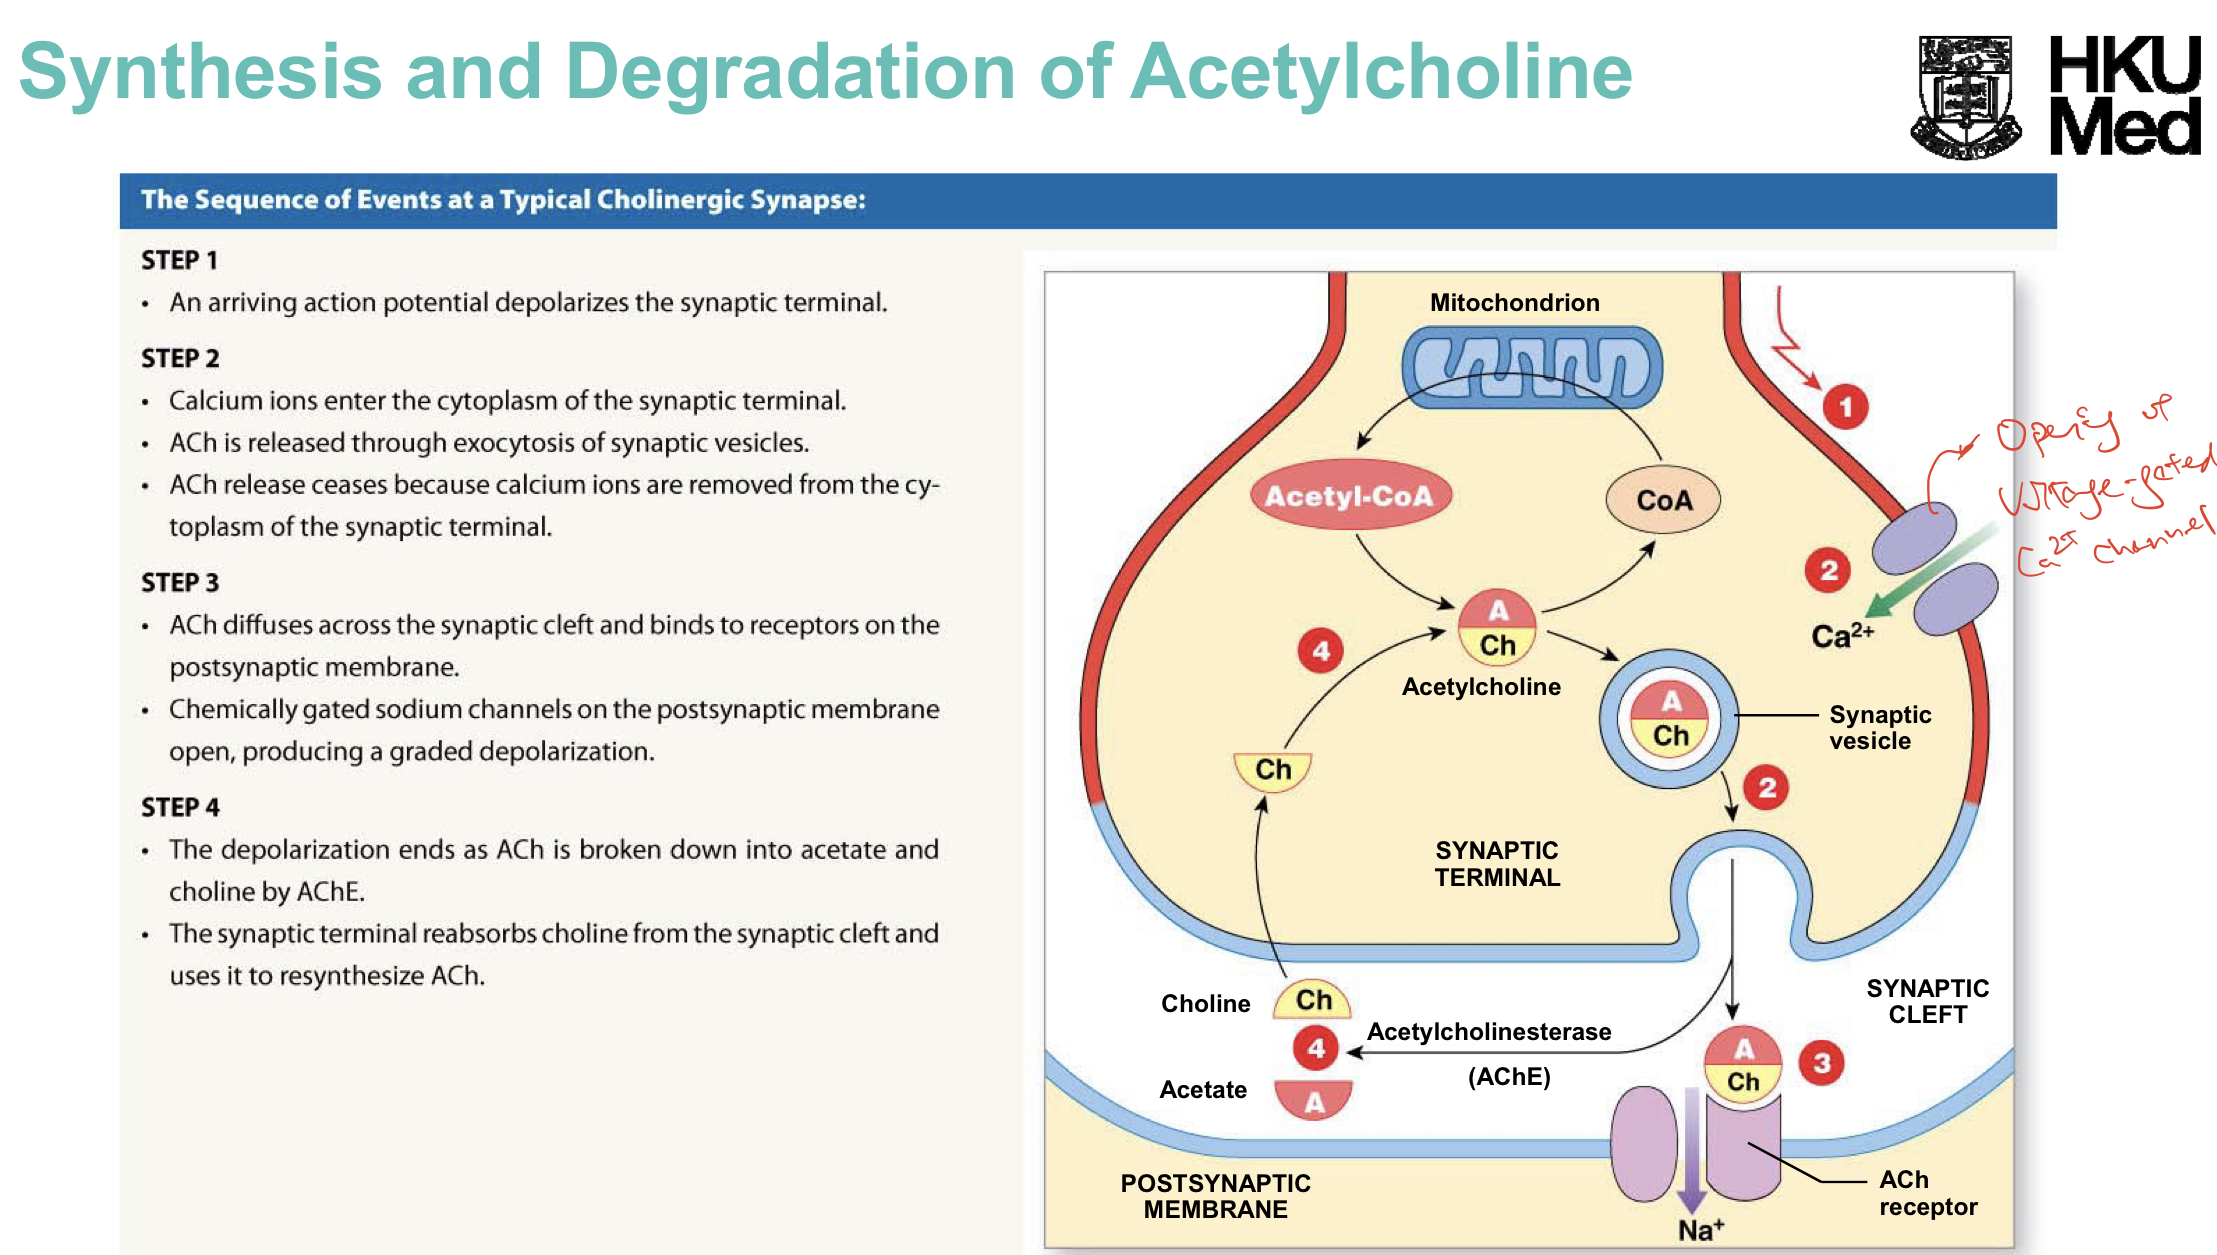 Synthesis and Degradation of Acetylcholine
HKU
Med
The Sequence of Events at a Typical Cholinergic Synapse:
STEP 1
• An arriving action potential depolarizes the synaptic terminal.
STEP 2
• Calcium ions enter the cytoplasm of the synaptic terminal.
• ACh is released through exocytosis of synaptic vesicles.
• ACh release ceases because calcium ions are removed from the cy-
toplasm of the synaptic terminal.
STEP 3
• ACh diffuses across the synaptic cleft and binds to receptors on the
postsynaptic membrane.
• Chemically gated sodium channels on the postsynaptic membrane
open, producing a graded depolarization.
STEP 4
• The depolarization ends as ACh is broken down into acetate and
choline by AChE.
• The synaptic terminal reabsorbs choline from the synaptic cleft and
uses it to resynthesize ACh.
Mitochondrion
1
Opening of
voltage-gated
Ca2+ channel
Acetyl-CoA
CoA
2
Ca2+
A
Ch
Acetylcholine
4
A
Ch
Synaptic
vesicle
Ch
2
SYNAPTIC
TERMINAL
SYNAPTIC
CLEFT
Choline
Ch
4
Acetylcholinesterase
(AChE)
Acetate
A
A
Ch
3
ACh
receptor
POSTSYNAPTIC
MEMBRANE
Na+